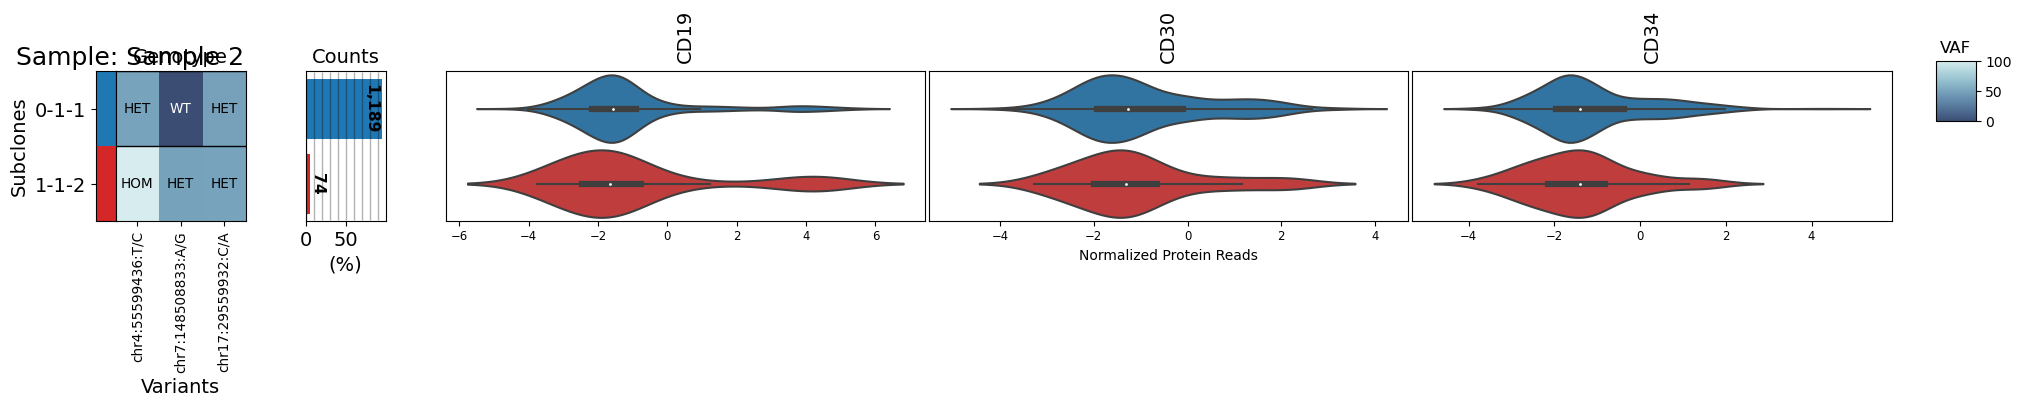 Sample: Sample 2
Genotype
Counts
CD19
CD30
CD34
VAF
Subclones
0-1-1
HET
WT
HET
1,189
1-1-2
HOM
HET
HET
74
100
50
0
chr4:55599436:T/C
chr7:148508833:A/G
chr17:29559932:C/A
Variants
0 50
(%)
−6 −4 −2 0 2 4 6
−4 −2 0 2 4
−4 −2 0 2 4
Normalized Protein Reads